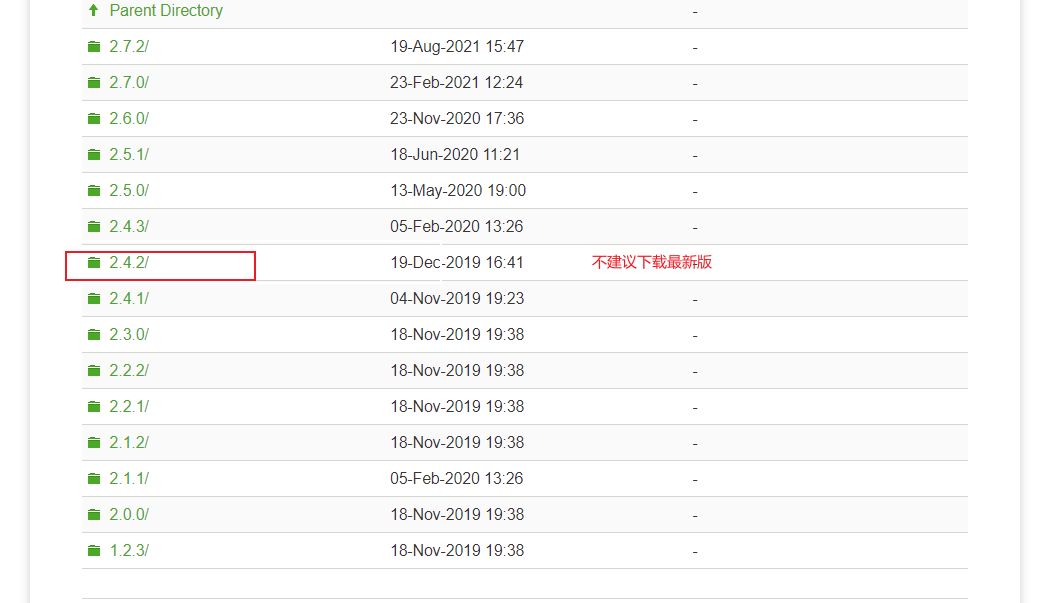 Parent Directory -
2.7.2/ 19-Aug-2021 15:47 -
2.7.0/ 23-Feb-2021 12:24 -
2.6.0/ 23-Nov-2020 17:36 -
2.5.1/ 18-Jun-2020 11:21 -
2.5.0/ 13-May-2020 19:00 -
2.4.3/ 05-Feb-2020 13:26 -
2.4.2/ 19-Dec-2019 16:41 不建议下载最新版
2.4.1/ 04-Nov-2019 19:23 -
2.3.0/ 18-Nov-2019 19:38 -
2.2.2/ 18-Nov-2019 19:38 -
2.2.1/ 18-Nov-2019 19:38 -
2.1.2/ 18-Nov-2019 19:38 -
2.1.1/ 05-Feb-2020 13:26 -
2.0.0/ 18-Nov-2019 19:38 -
1.2.3/ 18-Nov-2019 19:38 -